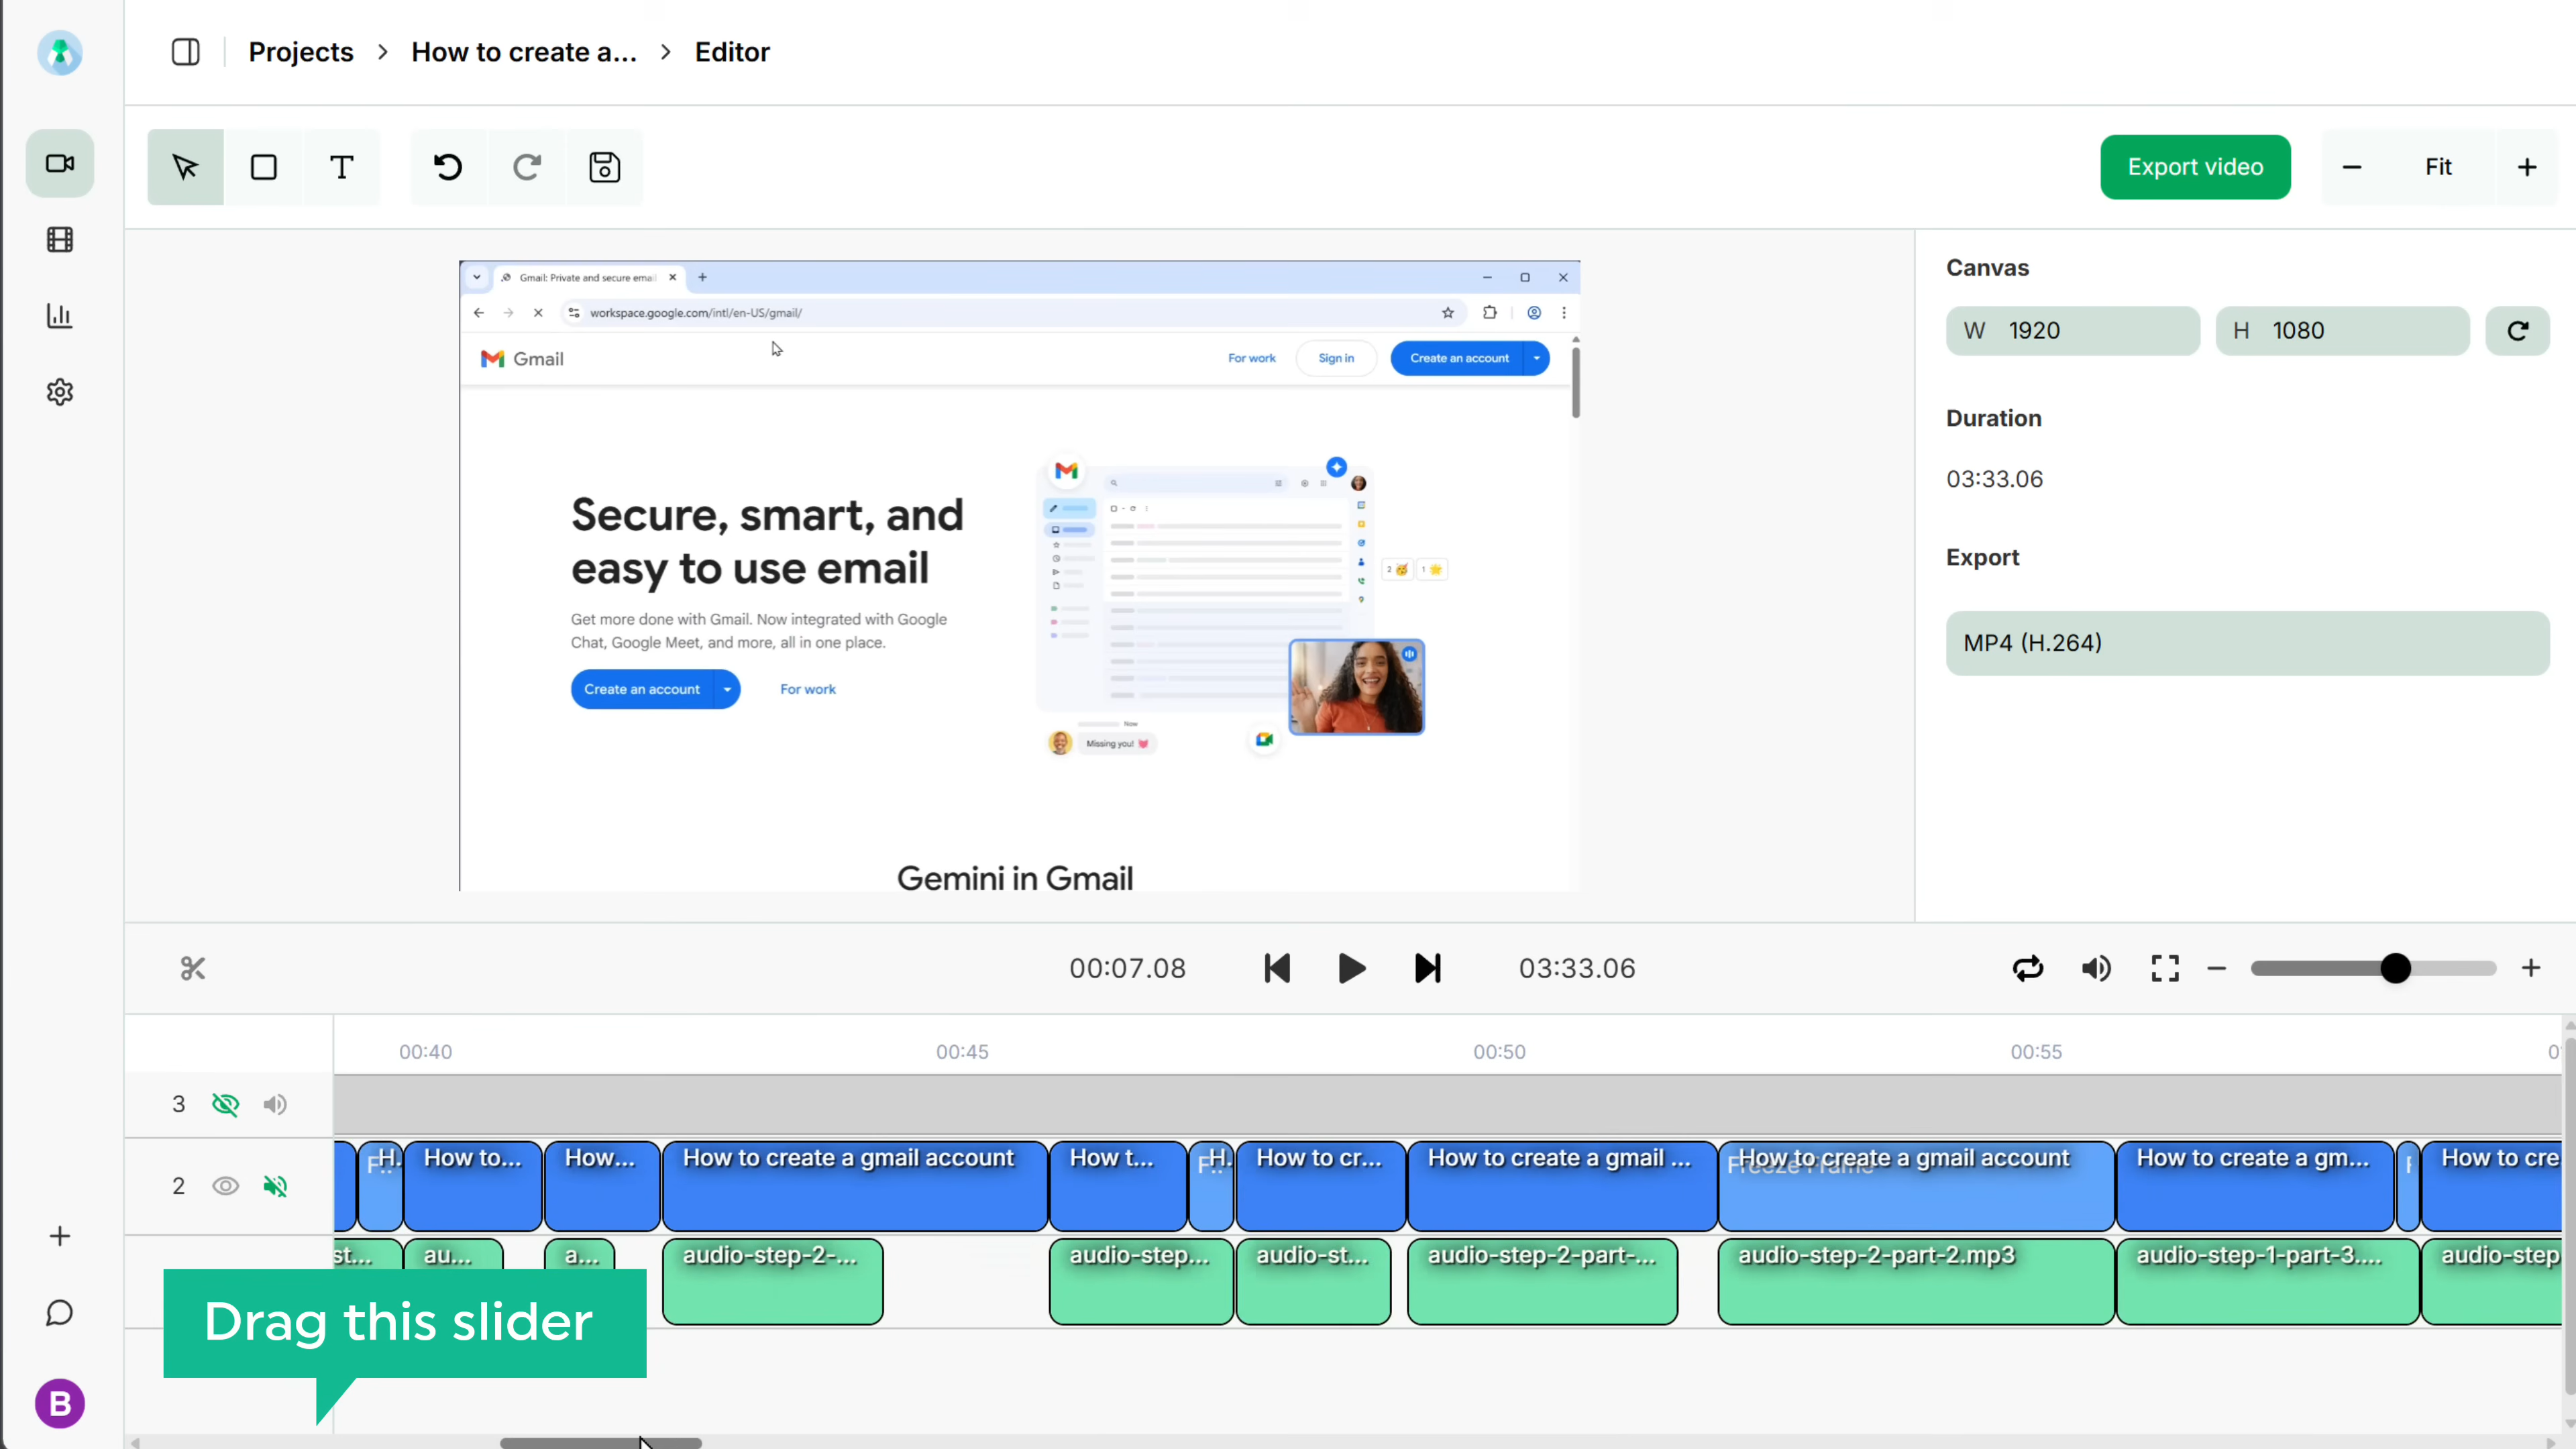 Projects > How to create a... > Editor
Export video
Fit
Gmail: Private and secure email
workspace.google.com/intl/en-US/gmail/
Gmail
For work
Sign in
Create an account
Secure, smart, and
easy to use email
Get more done with Gmail. Now integrated with Google
Chat, Google Meet, and more, all in one place.
Create an account
For work
2
1
Now
Missing you!
Gemini in Gmail
Canvas
W 1920
H 1080
Duration
03:33.06
Export
MP4 (H.264)
00:07.08
03:33.06
00:40
00:45
00:50
00:55
3
2
F... H.
How to...
How...
How to create a gmail account
How t...
F... H.
How to cr...
How to create a gmail ...
How to create a gmail account
Freeze Frame
How to create a gm...
How to cre
st...
au...
a...
audio-step-2-...
audio-step...
audio-st...
audio-step-2-part-...
audio-step-2-part-2.mp3
audio-step-1-part-3....
audio-step
Drag this slider
B